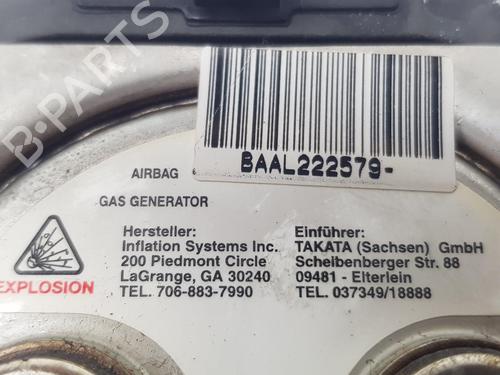 B-PARTS
BAAL222579-
AIRBAG
GAS GENERATOR
EXPLOSION
Hersteller:
Inflation Systems Inc.
200 Piedmont Circle
LaGrange, GA 30240
TEL. 706-883-7990
Einführer:
TAKATA (Sachsen) GmbH
Scheibenberger Str. 88
09481 - Elterlein
TEL. 037349/18888